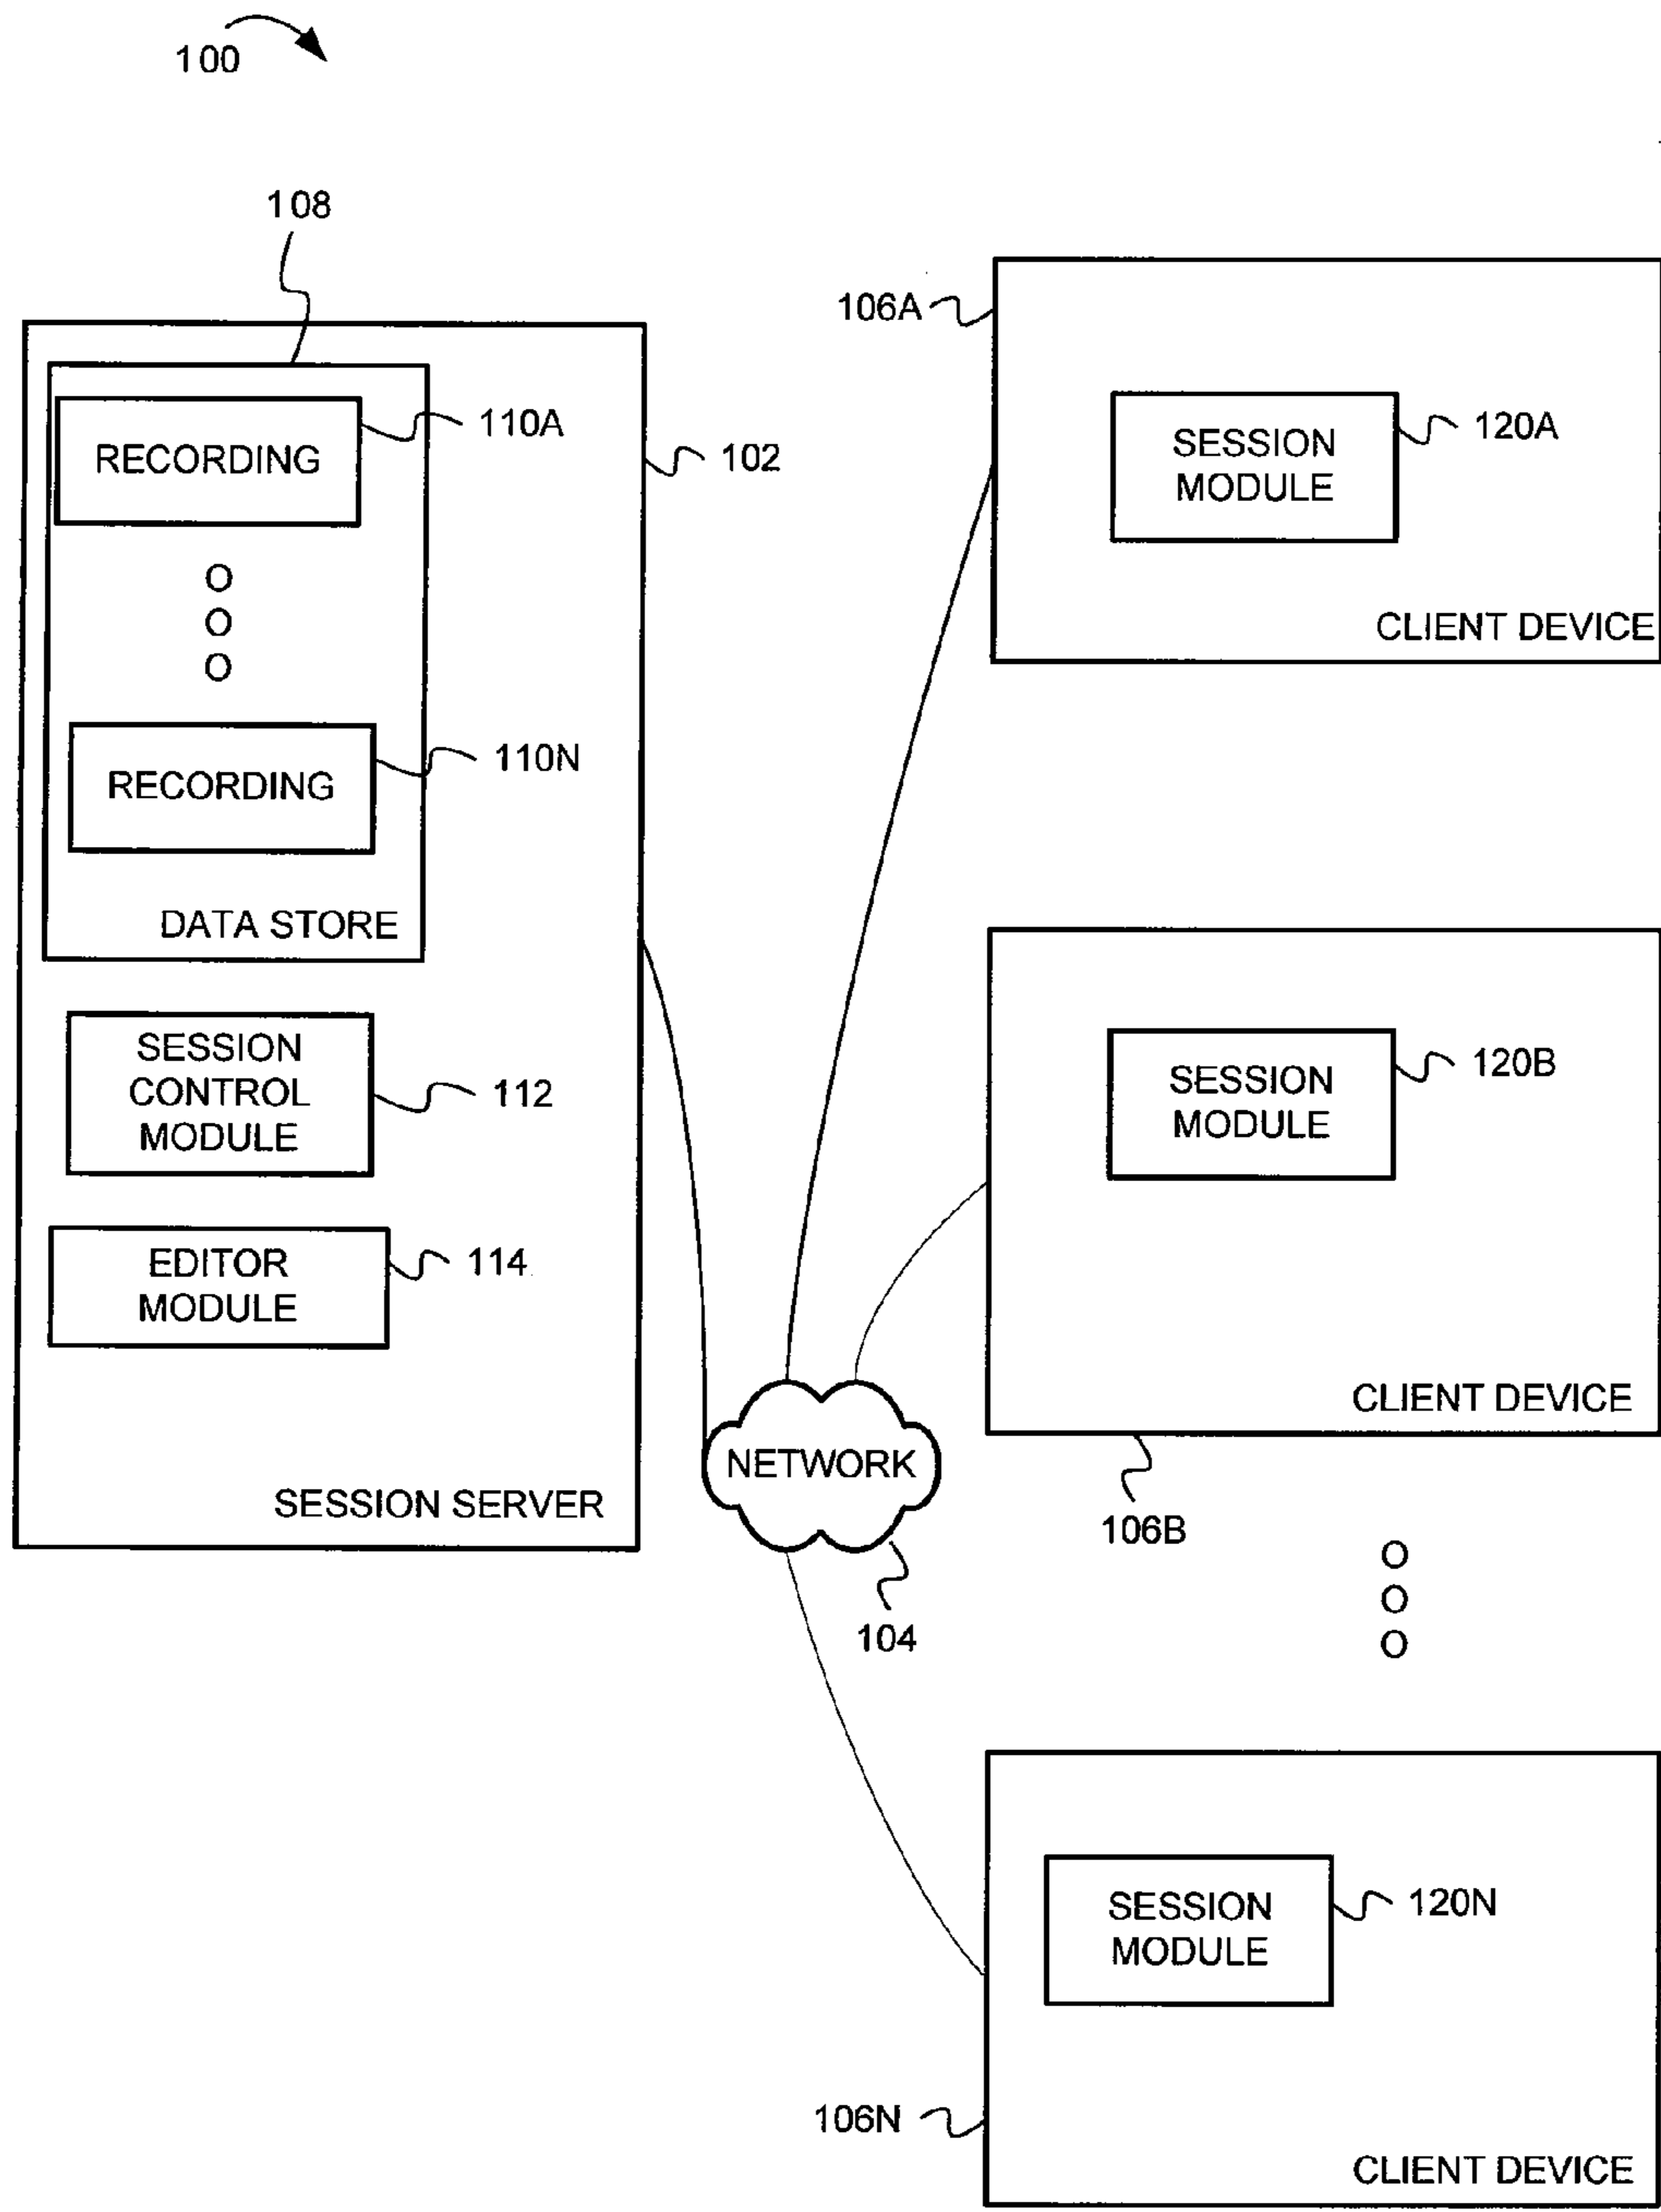 100
108
RECORDING
110A
102
O
O
O
RECORDING
110N
DATA STORE
SESSION
CONTROL
MODULE
112
EDITOR
MODULE
114
SESSION SERVER
NETWORK
104
106A
SESSION
MODULE
120A
CLIENT DEVICE
SESSION
MODULE
120B
CLIENT DEVICE
106B
O
O
O
SESSION
MODULE
120N
106N
CLIENT DEVICE